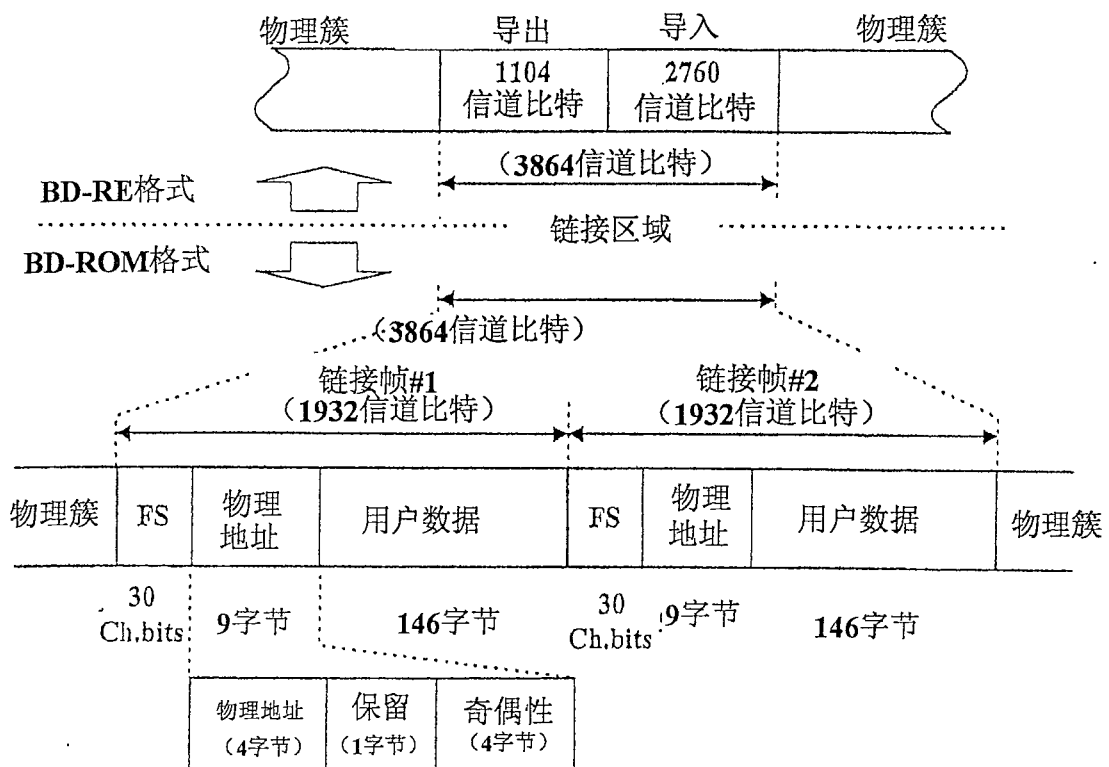 物理簇 导出 导入 物理簇
1104 2760
信道比特 信道比特
(3864信道比特)
BD-RE格式
链接区域
BD-ROM格式
(3864信道比特)
链接帧#1 链接帧#2
(1932信道比特) (1932信道比特)
物理簇 FS 物理地址 用户数据 FS 物理地址 用户数据 物理簇
30 Ch.bits 9字节 146字节 30 Ch.bits 9字节 146字节
物理地址 保留 奇偶性
(4字节) (1字节) (4字节)